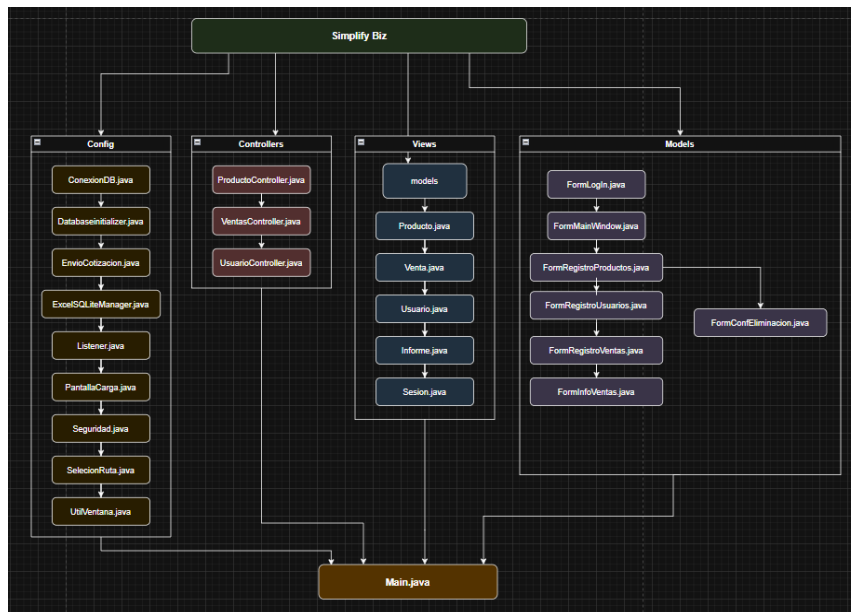 Simplify Biz
Config
ConexionDB.java
Databaseinitializer.java
EnvioCotizacion.java
ExcelSQLiteManager.java
Listener.java
PantallaCarga.java
Seguridad.java
SelecionRuta.java
UtilVentana.java
Controllers
ProductoController.java
VentasController.java
UsuarioController.java
Views
models
Producto.java
Venta.java
Usuario.java
Informe.java
Sesion.java
Models
FormLogIn.java
FormMainWindow.java
FormRegistroProductos.java
FormRegistroUsuarios.java
FormRegistroVentas.java
FormInfoVentas.java
FormConfEliminacion.java
Main.java